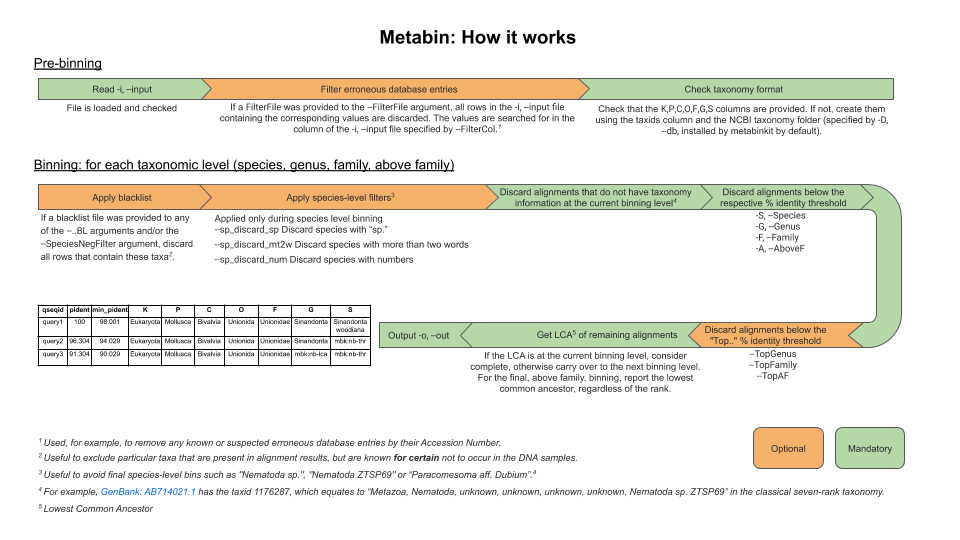 Metabin: How it works
Pre-binning
Read -i, --input
Filter erroneous database entries
Check taxonomy format
File is loaded and checked
If a FilterFile was provided to the --FilterFile argument, all rows in the -i, --input file
containing the corresponding values are discarded. The values are searched for in the
column of the -i, --input file specified by --FilterCol.1
Check that the K,P,C,O,F,G,S columns are provided. If not, create them
using the taxids column and the NCBI taxonomy folder (specified by -D,
--db, installed by metabinkit by default).
Binning: for each taxonomic level (species, genus, family, above family)
Apply blacklist
Apply species-level filters3
Discard alignments that do not have taxonomy
information at the current binning level4
Discard alignments below the
respective % identity threshold
If a blacklist file was provided to any
of the --..BL arguments and/or the
--SpeciesNegFilter argument, discard
all rows that contain these taxa2.
Applied only during species level binning
--sp_discard_sp Discard species with “sp.”
--sp_discard_mt2w Discard species with more than two words
--sp_discard_num Discard species with numbers
-S, --Species
-G, --Genus
-F, --Family
-A, --AboveF
qseqid pident min_pident K P C O F G S
query1 100 98.001 Eukaryota Mollusca Bivalvia Unionida Unionidae Sinandonta Sinandonta
woodiana
query2 96.304 94.029 Eukaryota Mollusca Bivalvia Unionida Unionidae Sinandonta mbk:nb-thr
query3 91.304 90.029 Eukaryota Mollusca Bivalvia Unionida Unionidae mbk:nb-lca mbk:nb-thr
Output -o, --out
Get LCA5 of remaining alignments
Discard alignments below the
"Top.." % identity threshold
If the LCA is at the current binning level, consider
complete, otherwise carry over to the next binning level.
For the final, above family, binning, report the lowest
common ancestor, regardless of the rank.
--TopGenus
--TopFamily
--TopAF
1 Used, for example, to remove any known or suspected erroneous database entries by their Accession Number.
2 Useful to exclude particular taxa that are present in alignment results, but are known for certain not to occur in the DNA samples.
3 Useful to avoid final species-level bins such as "Nematoda sp.", "Nematoda ZTSP69" or “Paracomesoma aff. Dubium”.4
4 For example, GenBank: AB714021.1 has the taxid 1176287, which equates to “Metazoa, Nematoda, unknown, unknown, unknown, unknown, Nematoda sp. ZTSP69” in the classical seven-rank taxonomy.
5 Lowest Common Ancestor
Optional
Mandatory